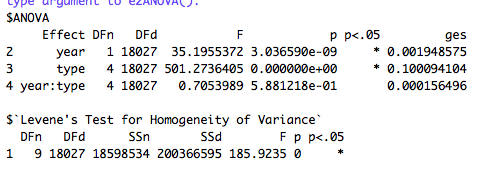 type argument to ezANOVA().
$ANOVA
Effect DFn DFd F p p<.05 ges
2 year 1 18027 35.1955372 3.036590e-09 * 0.001948575
3 type 4 18027 501.2736405 0.000000e+00 * 0.100094104
4 year:type 4 18027 0.7053989 5.881218e-01 0.000156496
$`Levene's Test for Homogeneity of Variance`
DFn DFd SSn SSd F p p<.05
1 9 18027 18598534 200366595 185.9235 0 *